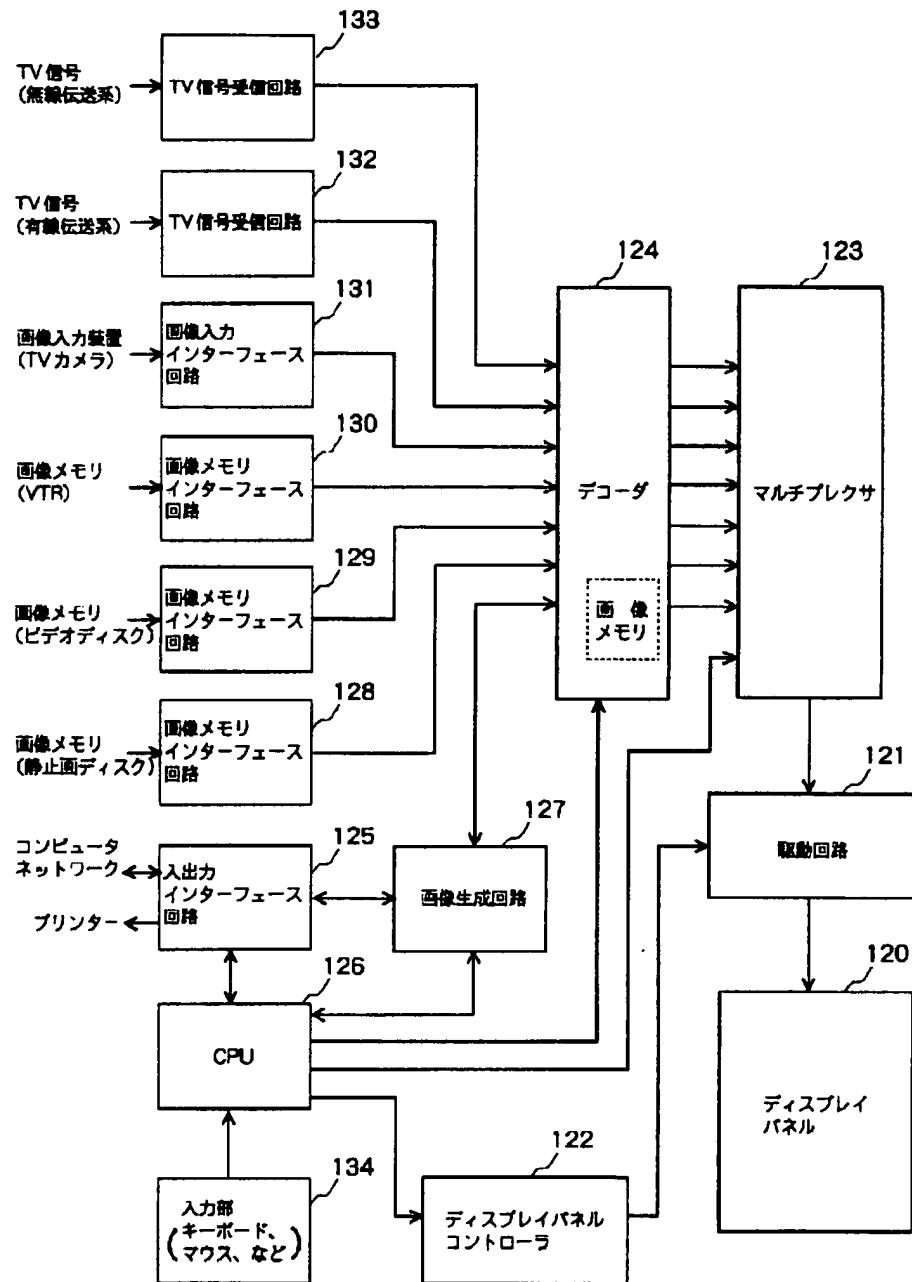 133
TV 信号
(無線伝送系)
TV 信号受信回路
132
TV 信号
(有線伝送系)
TV 信号受信回路
124
123
131
画像入力装置
(TV カメラ)
画像入力
インターフェース
回路
130
画像メモリ
(VTR)
画像メモリ
インターフェース
回路
デコーダ
マルチプレクサ
129
画像メモリ
(ビデオディスク)
画像メモリ
インターフェース
回路
画 像
メモリ
128
画像メモリ
(静止画ディスク)
画像メモリ
インターフェース
回路
121
127
125
コンピュータ
ネットワーク
プリンター
入出力
インターフェース
回路
画像生成回路
駆動回路
126
120
CPU
ディスプレイ
パネル
122
134
入力部
(キーボード、
マウス、など)
ディスプレイパネル
コントローラ